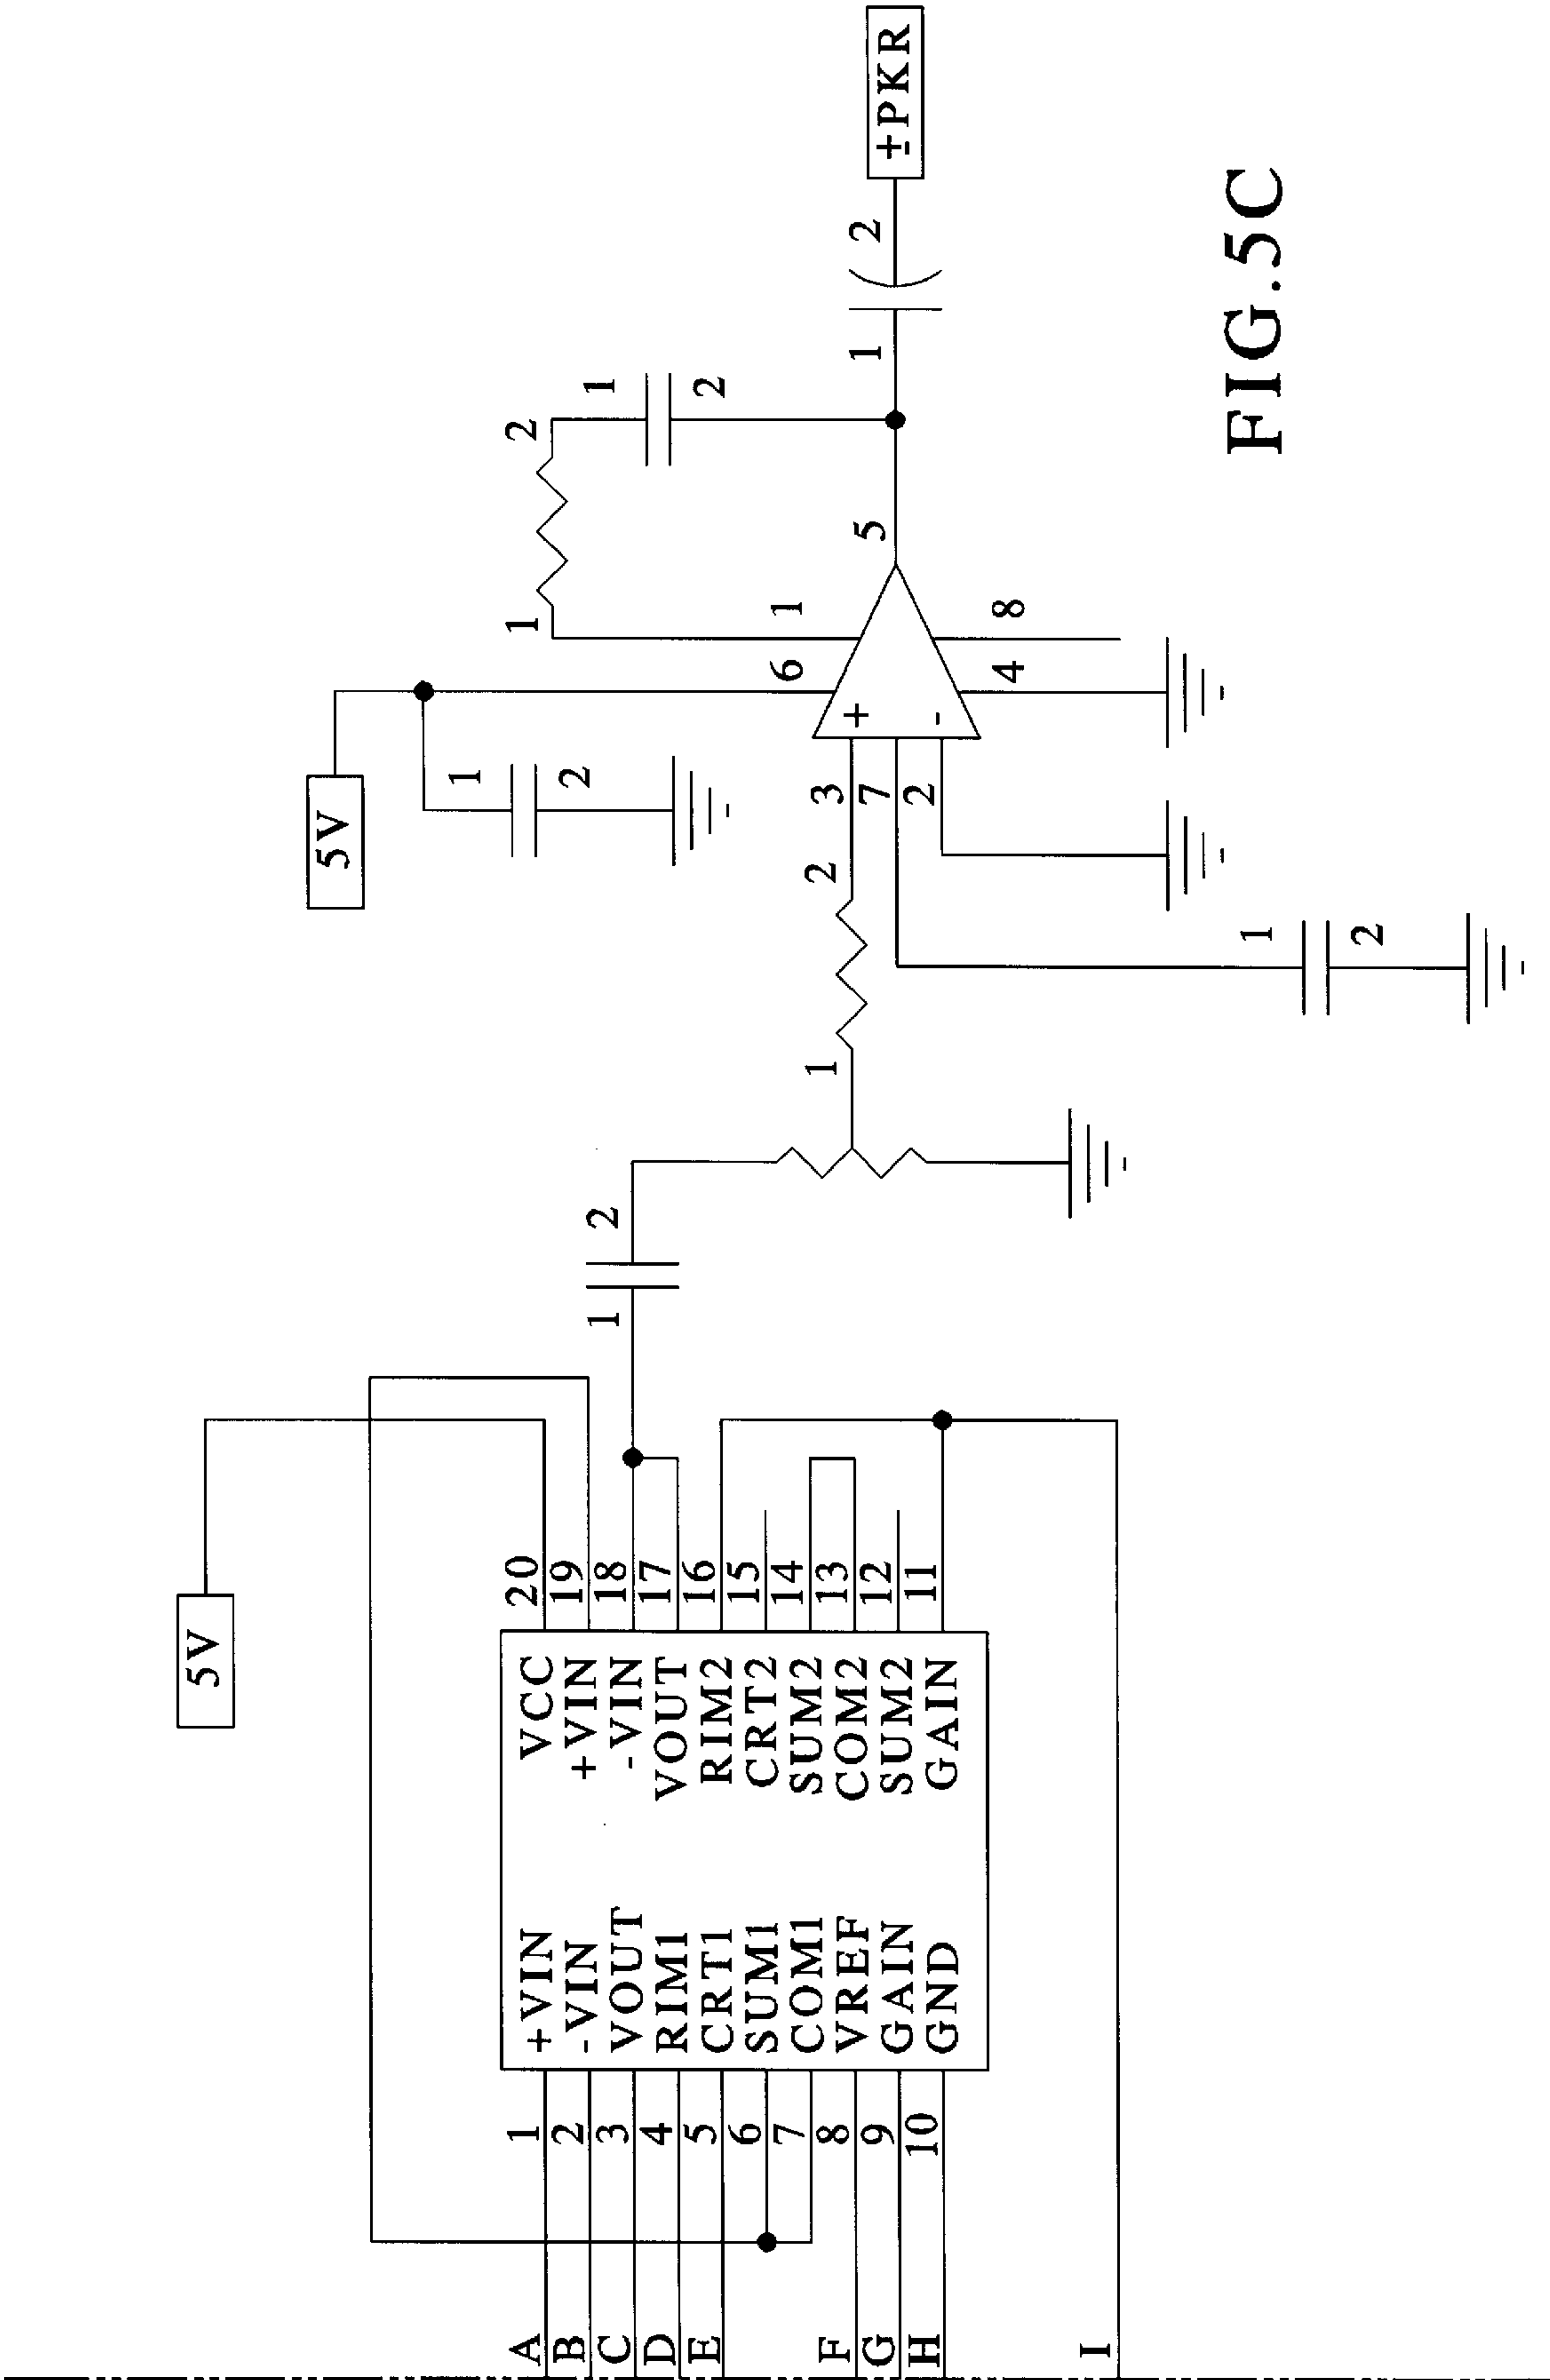 5V
5V
A 1 +VIN
B 2 -VIN
C 3 VOUT
D 4 RIM1
E 5 CRT1
6 SUM1
7 COM1
F 8 VREF
G 9 GAIN
H 10 GND
I
VCC 20
+VIN 19
-VIN 18
VOUT 17
RIM2 16
CRT2 15
SUM2 14
COM2 13
SUM2 12
GAIN 11
1 2
1 2
1
2
1 2
1
2
1
2
3 +
7
2 -
6
1
4
8
5
1 2
±PKR
FIG.5C